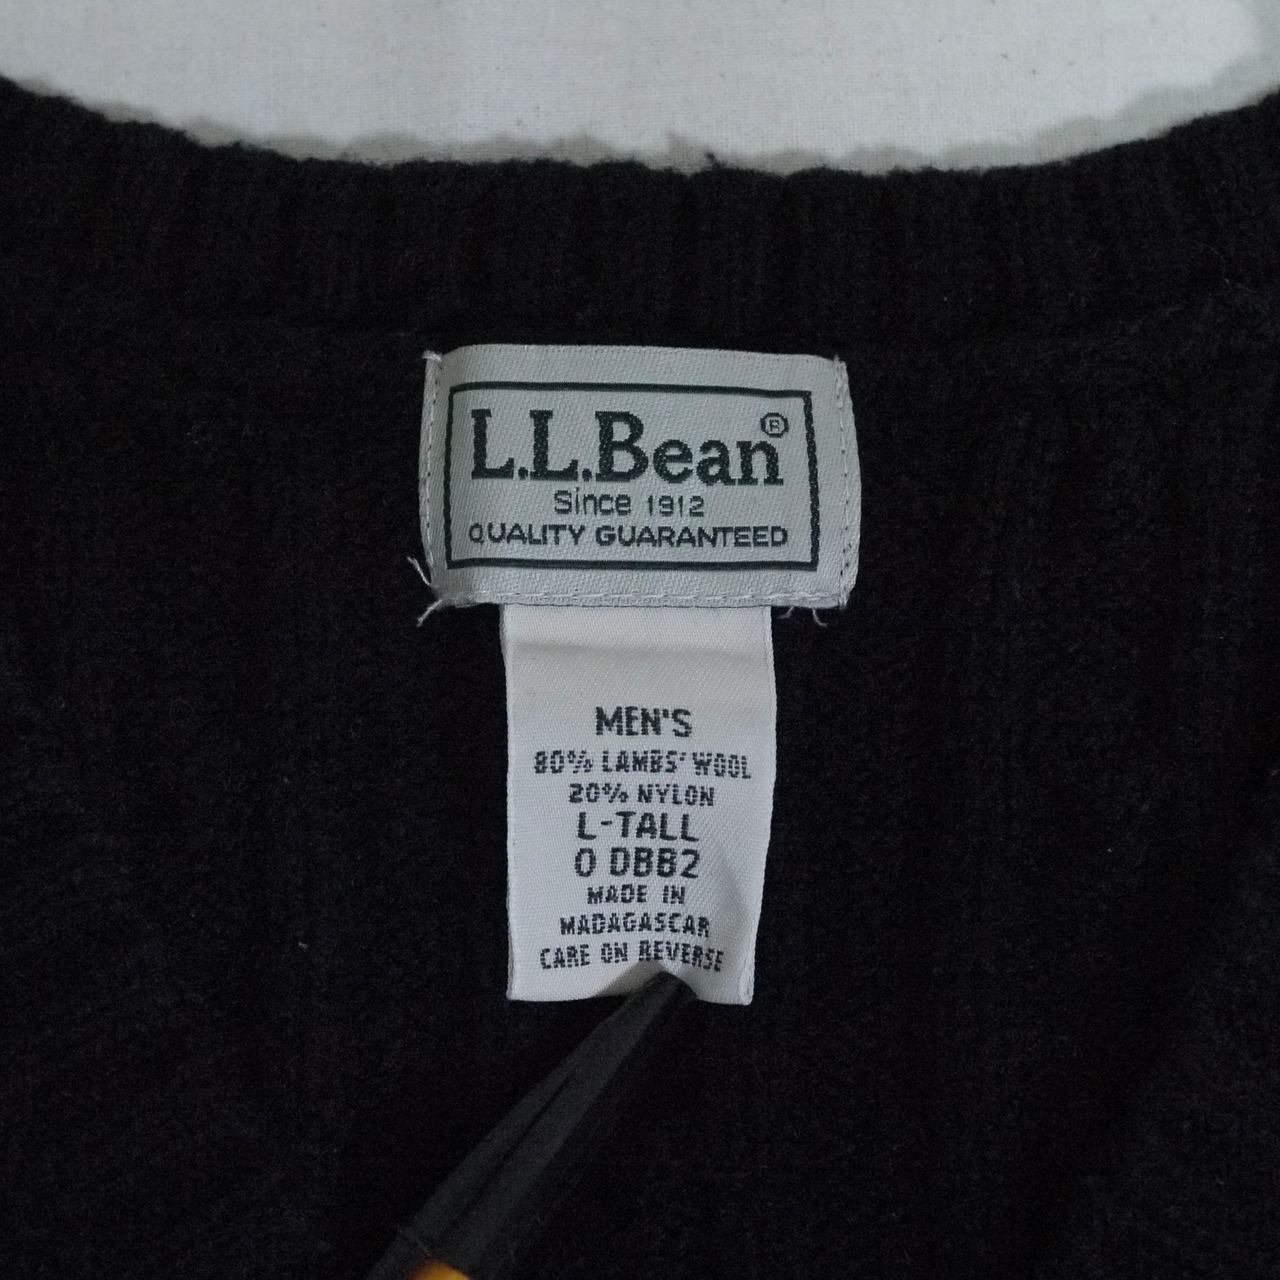 L.L.Bean®
Since 1912
QUALITY GUARANTEED
MEN'S
80% LAMBS' WOOL
20% NYLON
L-TALL
0 DBB2
MADE IN
MADAGASCAR
CARE ON REVERSE